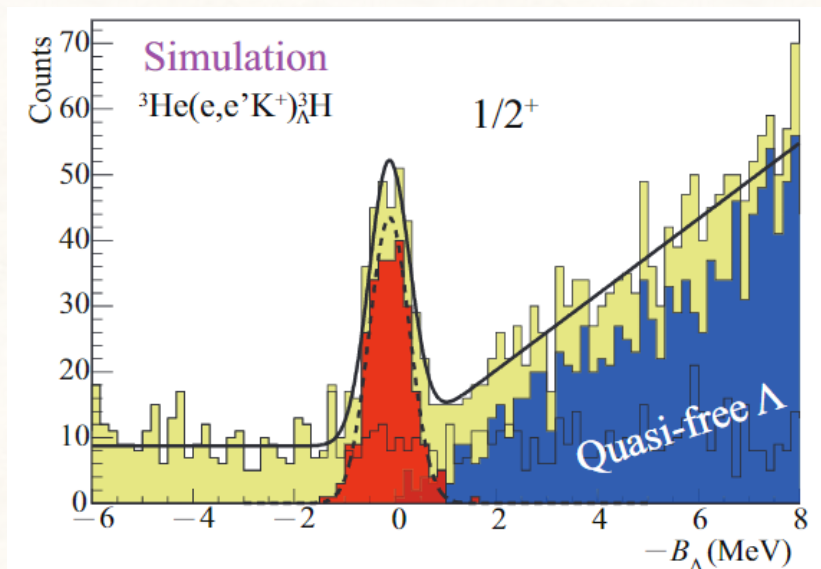 Simulation
³He(e,e’K⁺)³ΛH
1/2⁺
Counts
70
60
50
40
30
20
10
0
Quasi-free Λ
−6 −4 −2 0 2 4 6 8
−BΛ(MeV)